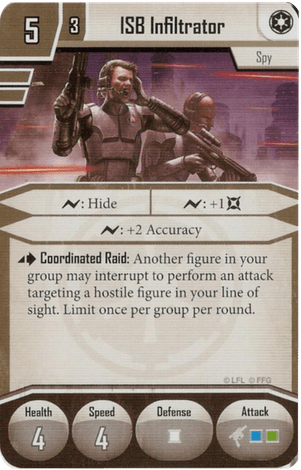 5 3 ISB Infiltrator
Spy
: Hide : +1
: +2 Accuracy
Coordinated Raid: Another figure in your
group may interrupt to perform an attack
targeting a hostile figure in your line of
sight. Limit once per group per round.
©LFL ©FFG
Health Speed Defense Attack
4 4